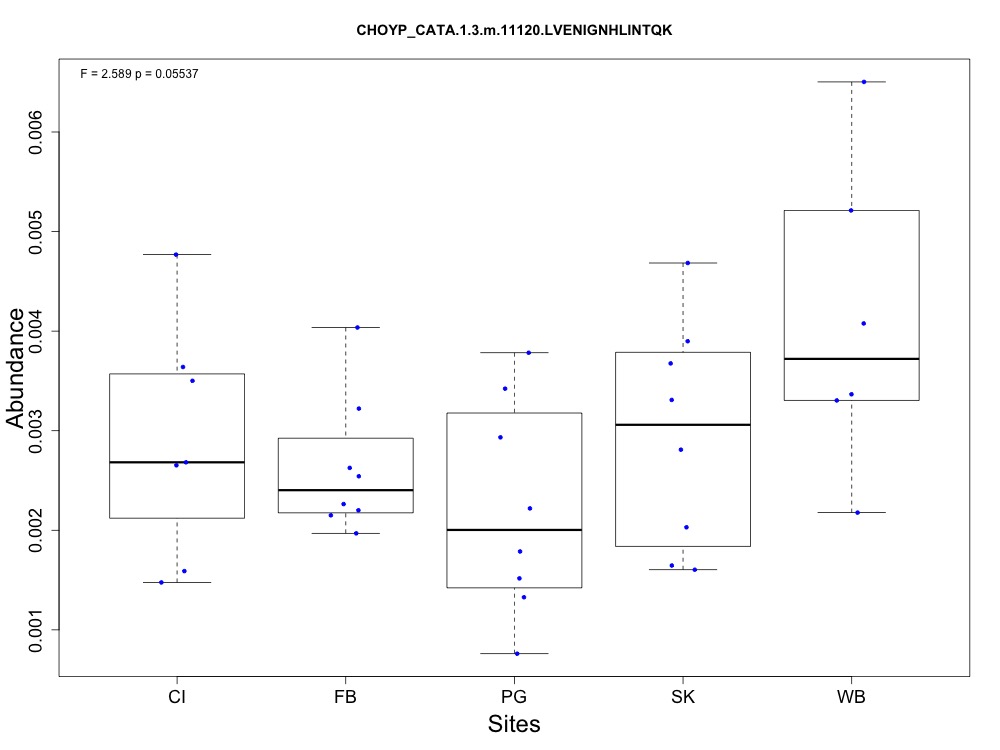 CHOYP_CATA.1.3.m.11120.LVENIGNHLINTQK
F = 2.589 p = 0.05537
Abundance
0.006
0.005
0.004
0.003
0.002
0.001
CI FB PG SK WB
Sites